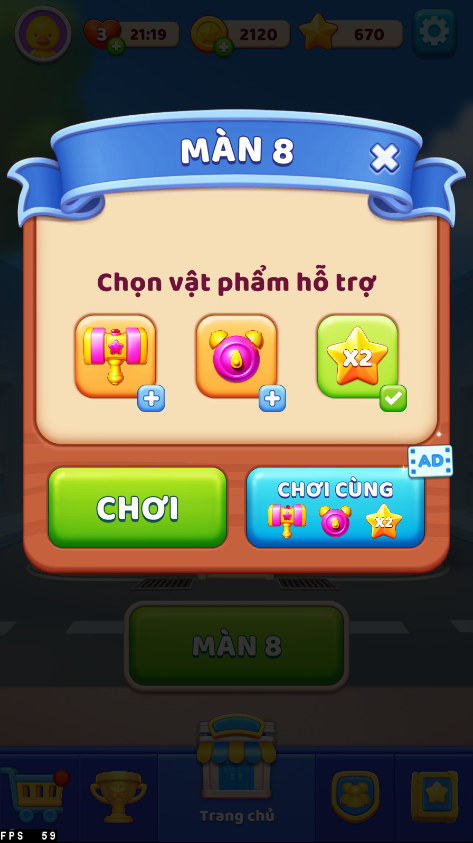 3 21:19 2120 670
MÀN 8
Chọn vật phẩm hỗ trợ
X2
AD
CHƠI
CHƠI CÙNG
X2
MÀN 8
Trang chủ
FPS 59